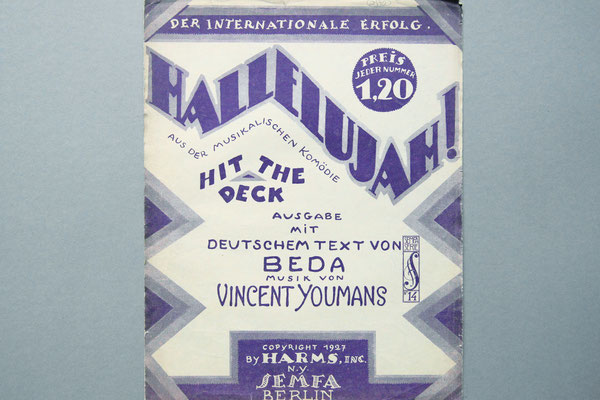 DER INTERNATIONALE ERFOLG.
PREIS
JEDER NUMMER
1,20
HALLELUJAH!
AUS DER MUSIKALISCHEN KOMÖDIE
HIT THE
DECK
AUSGABE
MIT
DEUTSCHEM TEXT VON
BEDA
MUSIK VON
VINCENT YOUMANS
14
COPYRIGHT 1927
BY HARMS, INC.
N.Y
SEMFA
BERLIN